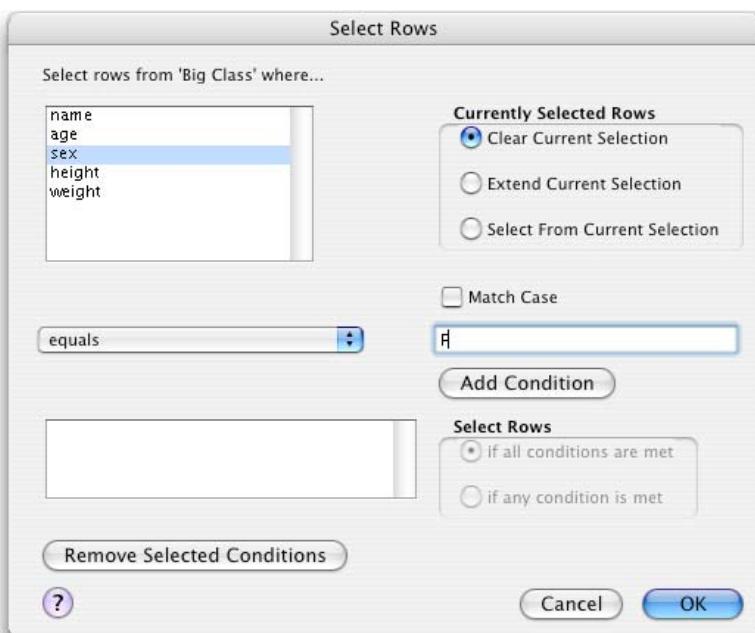 Select Rows
Select rows from 'Big Class' where...
name
age
sex
height
weight
Currently Selected Rows
Clear Current Selection
Extend Current Selection
Select From Current Selection
Match Case
equals
F
Add Condition
Select Rows
if all conditions are met
if any condition is met
Remove Selected Conditions
?
Cancel
OK